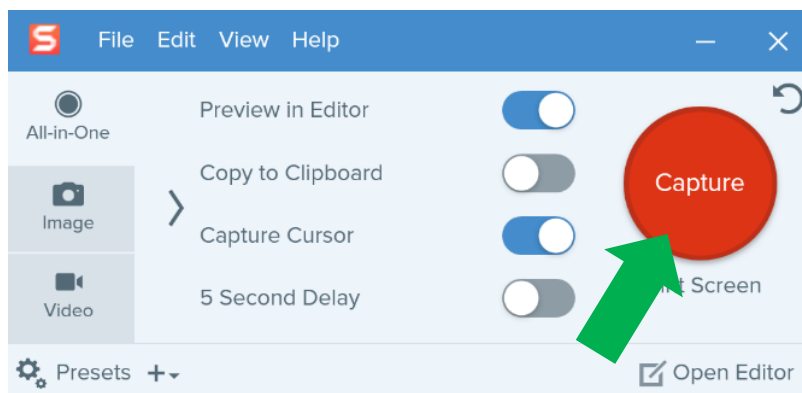 File Edit View Help
All-in-One
Image
Video
Preview in Editor
Copy to Clipboard
Capture Cursor
5 Second Delay
Capture
Screen
Presets
Open Editor